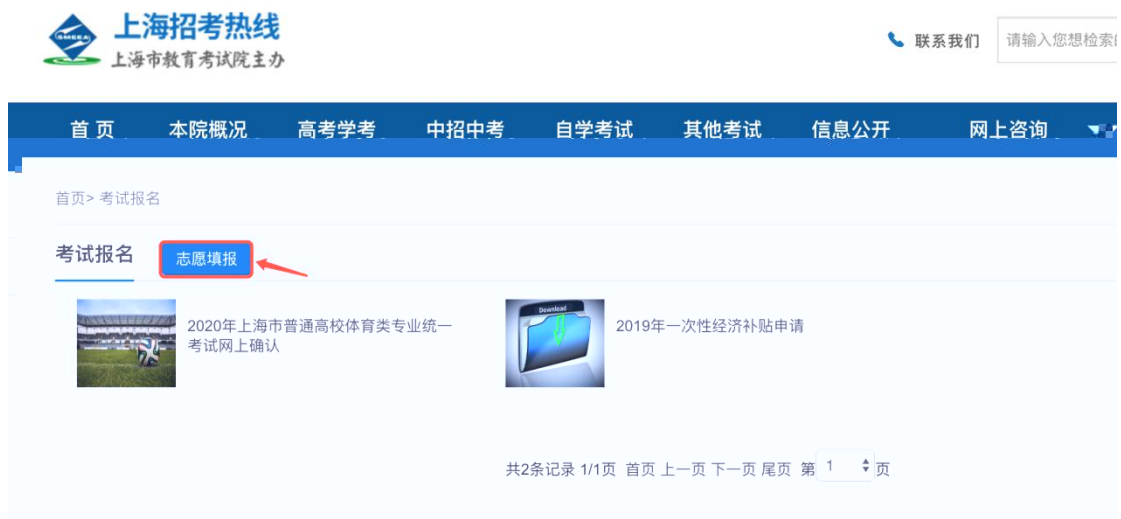 上海招考热线
上海市教育考试院主办
SMEEA
联系我们
请输入您想检索
首 页 本院概况 高考学考 中招中考 自学考试 其他考试 信息公开 网上咨询
首页> 考试报名
考试报名 志愿填报
2020年上海市普通高校体育类专业统一
考试网上确认
Download
2019年一次性经济补贴申请
共2条记录 1/1页 首页 上一页 下一页 尾页 第 1 页